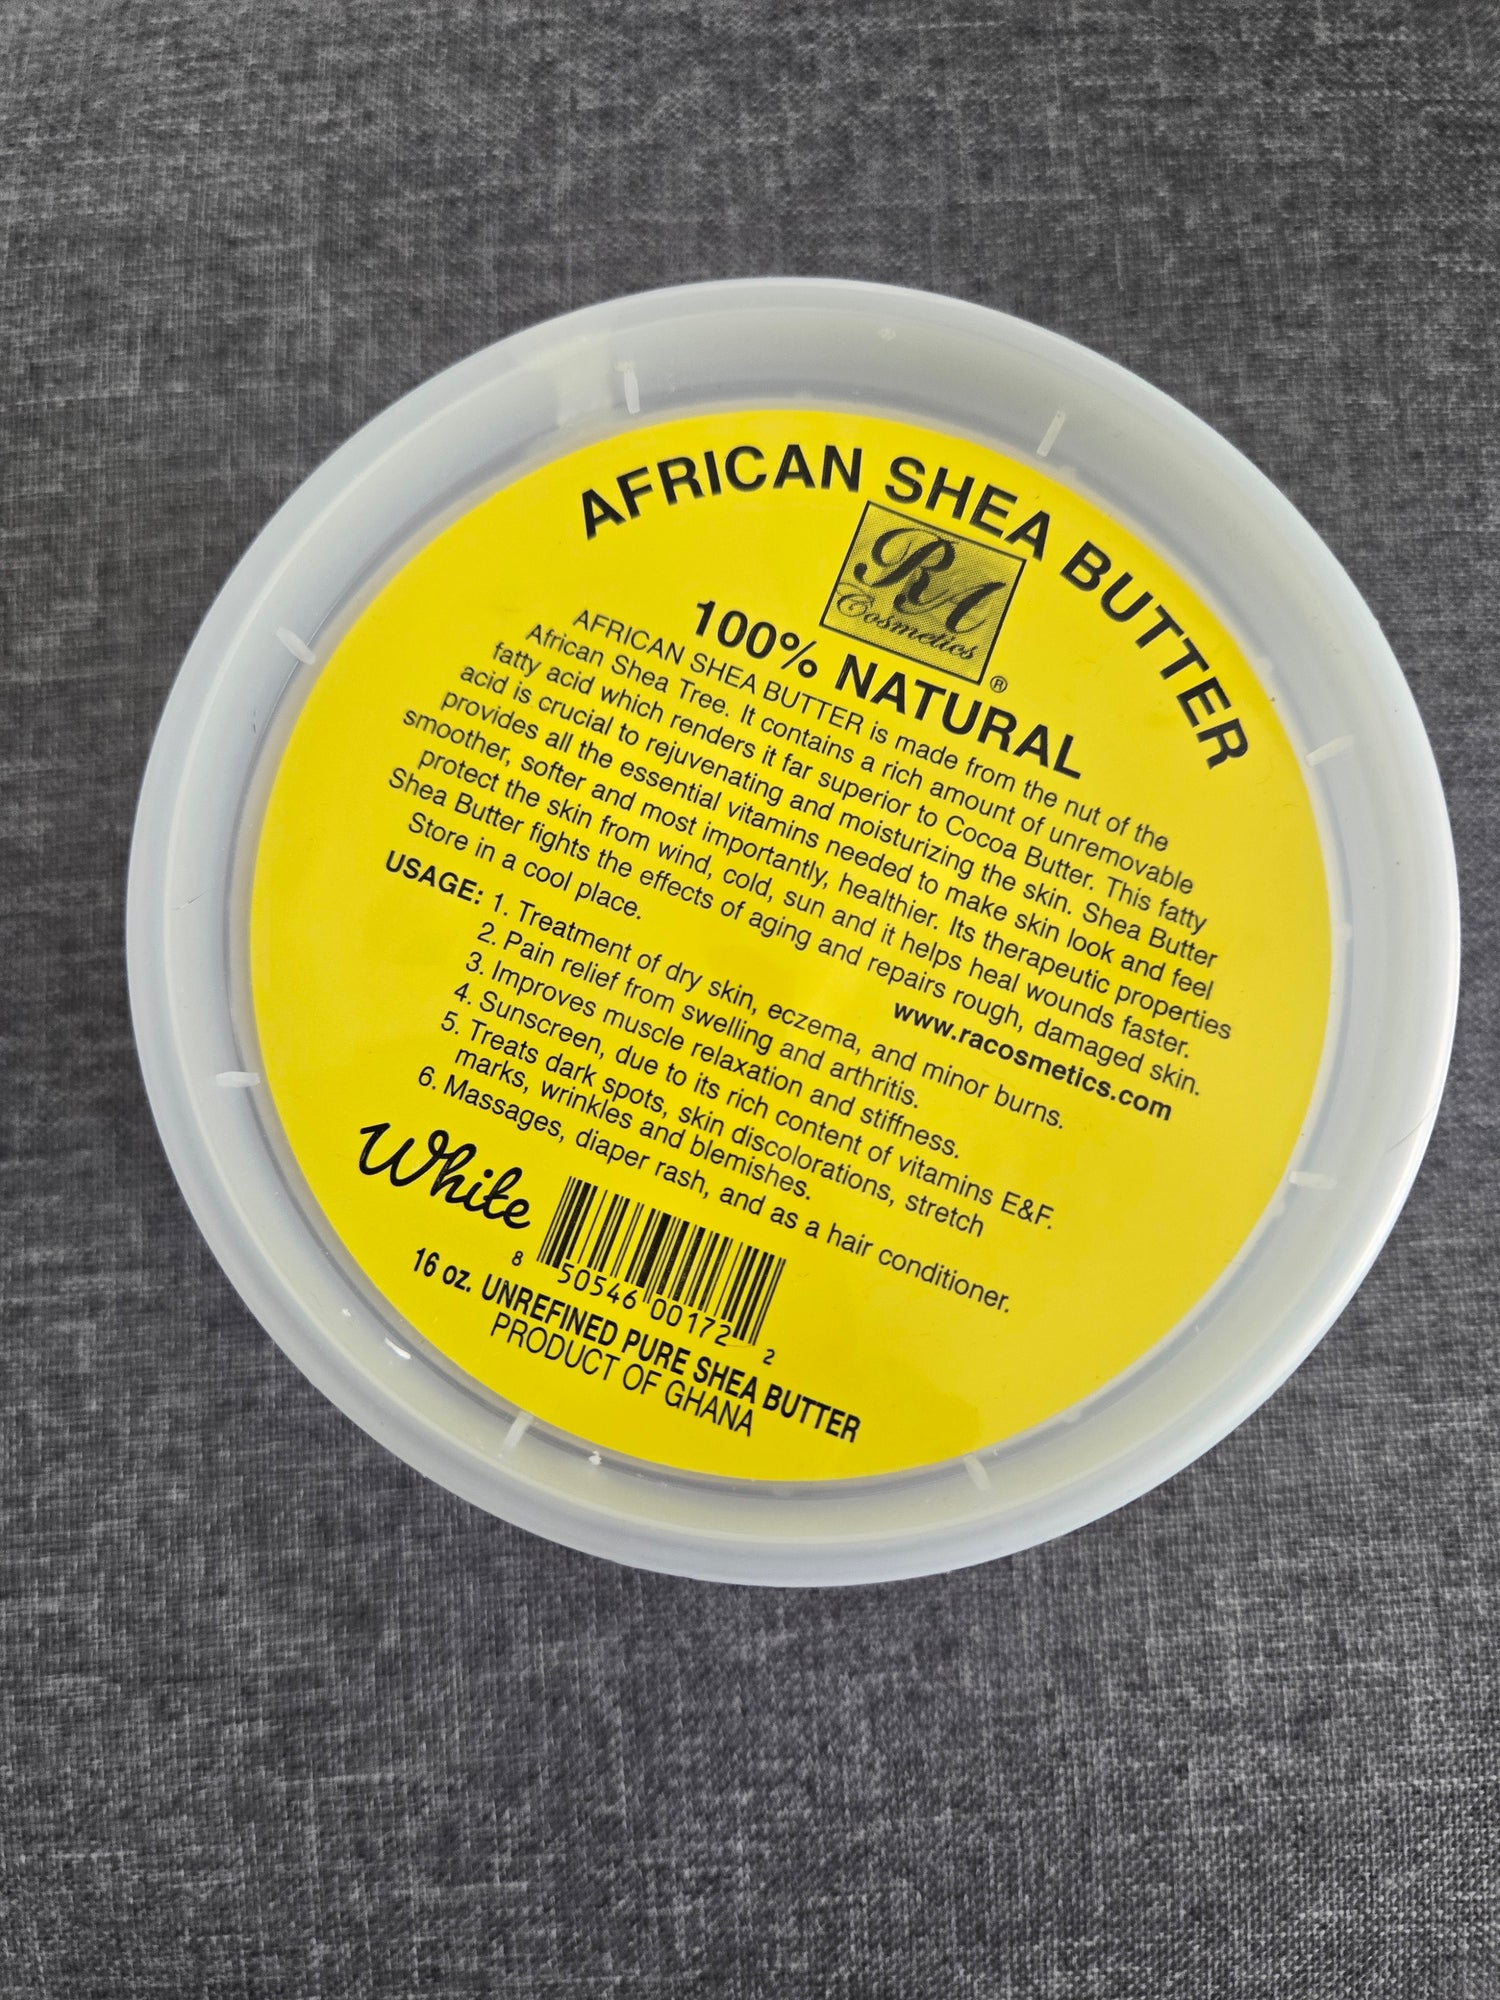 AFRICAN SHEA BUTTER
RA
Cosmetics
®
100% NATURAL
AFRICAN SHEA BUTTER is made from the nut of the
African Shea Tree. It contains a rich amount of unremovable
fatty acid which renders it far superior to Cocoa Butter. This fatty
acid is crucial to rejuvenating and moisturizing the skin. Shea Butter
provides all the essential vitamins needed to make skin look and feel
smoother, softer and most importantly, healthier. Its therapeutic properties
protect the skin from wind, cold, sun and it helps heal wounds faster.
Shea Butter fights the effects of aging and repairs rough, damaged skin.
Store in a cool place.
www.racosmetics.com
USAGE: 1. Treatment of dry skin, eczema, and minor burns.
2. Pain relief from swelling and arthritis.
3. Improves muscle relaxation and stiffness.
4. Sunscreen, due to its rich content of vitamins E&F.
5. Treats dark spots, skin discolorations, stretch
marks, wrinkles and blemishes.
6. Massages, diaper rash, and as a hair conditioner.
White
8 50546 00172 2
16 oz. UNREFINED PURE SHEA BUTTER
PRODUCT OF GHANA